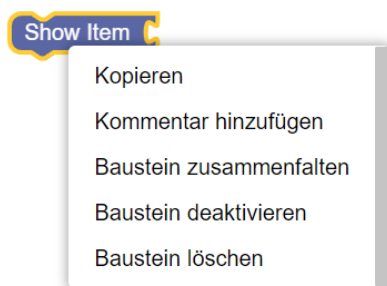 Show Item
Kopieren
Kommentar hinzufügen
Baustein zusammenfalten
Baustein deaktivieren
Baustein löschen